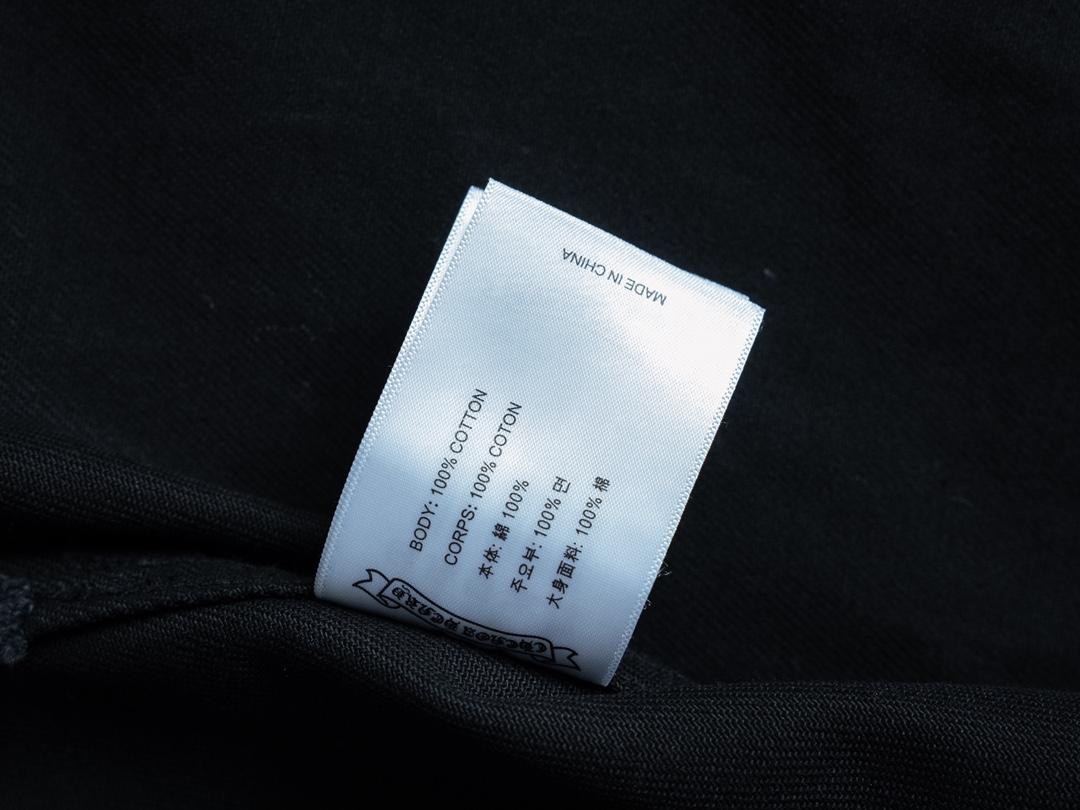 MADE IN CHINA
BODY: 100% COTTON
CORPS: 100% COTON
本体: 綿 100%
주요부: 100% 면
大身面料: 100% 棉